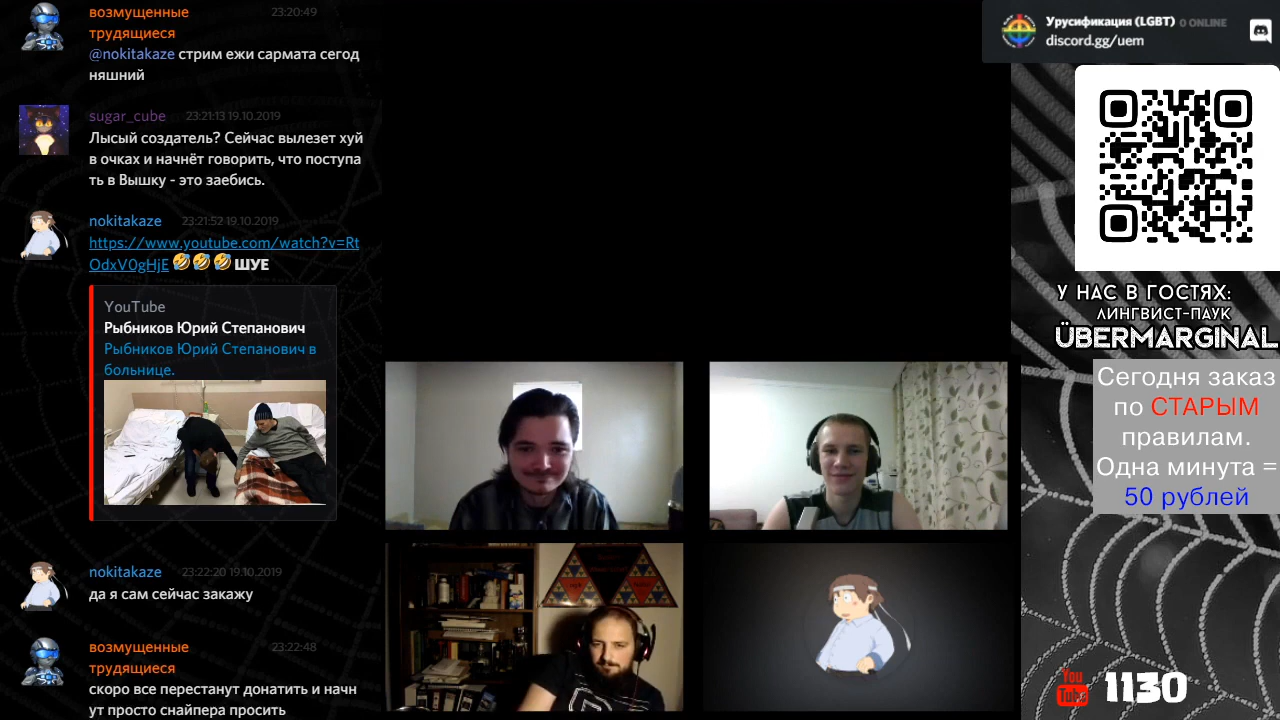 возмущенные 23:20:49
трудящиеся
@nokitakaze стрим ежи сармата сегод
няшний
sugar_cube 23:21:13 19.10.2019
Лысый создатель? Сейчас вылезет хуй
в очках и начнёт говорить, что поступа
ть в Вышку - это заебись.
nokitakaze 23:21:52 19.10.2019
https://www.youtube.com/watch?v=Rt
OdxV0gHjE 🤣🤣🤣 ШУЕ
YouTube
Рыбников Юрий Степанович
Рыбников Юрий Степанович в
больнице.
nokitakaze 23:22:20 19.10.2019
да я сам сейчас закажу
возмущенные 23:22:48
трудящиеся
скоро все перестанут донатить и начн
ут просто снайпера просить
Урусификация (LGBT) 0 ONLINE
discord.gg/uem
У НАС В ГОСТЯХ:
ЛИНГВИСТ-ПАУК
ÜBERMARGINAL
Сегодня заказ
по СТАРЫМ
правилам.
Одна минута =
50 рублей
You
Tube 1130